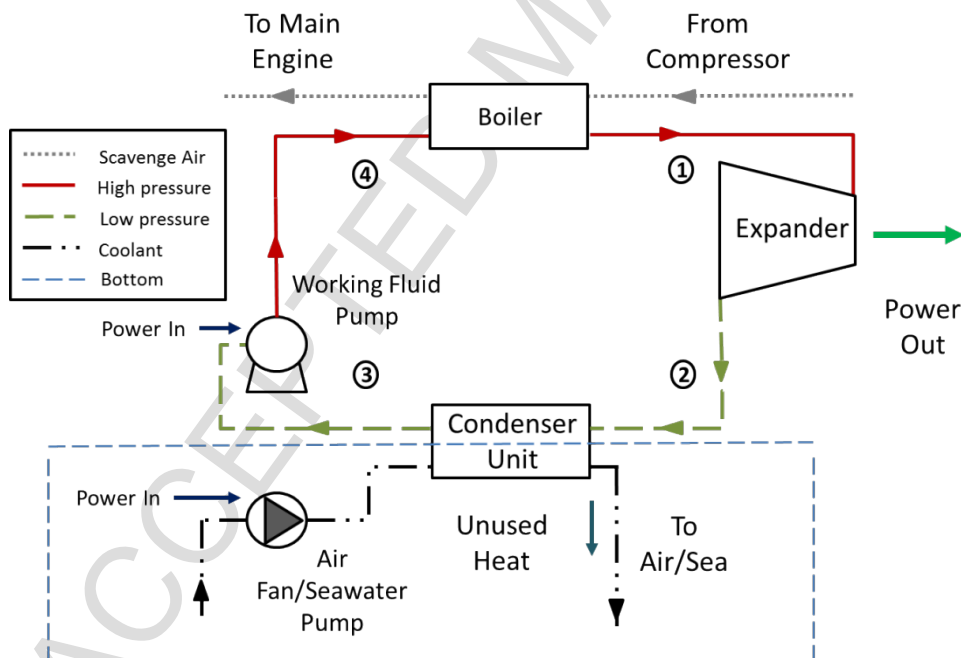 To Main
Engine
From
Compressor
Boiler
Scavenge Air
High pressure
Low pressure
Coolant
Bottom
4
1
Expander
Working Fluid
Pump
Power In
Power
Out
3
2
Condenser
Unit
Power In
Air
Fan/Seawater
Pump
Unused
Heat
To
Air/Sea
ACCEPTED MA